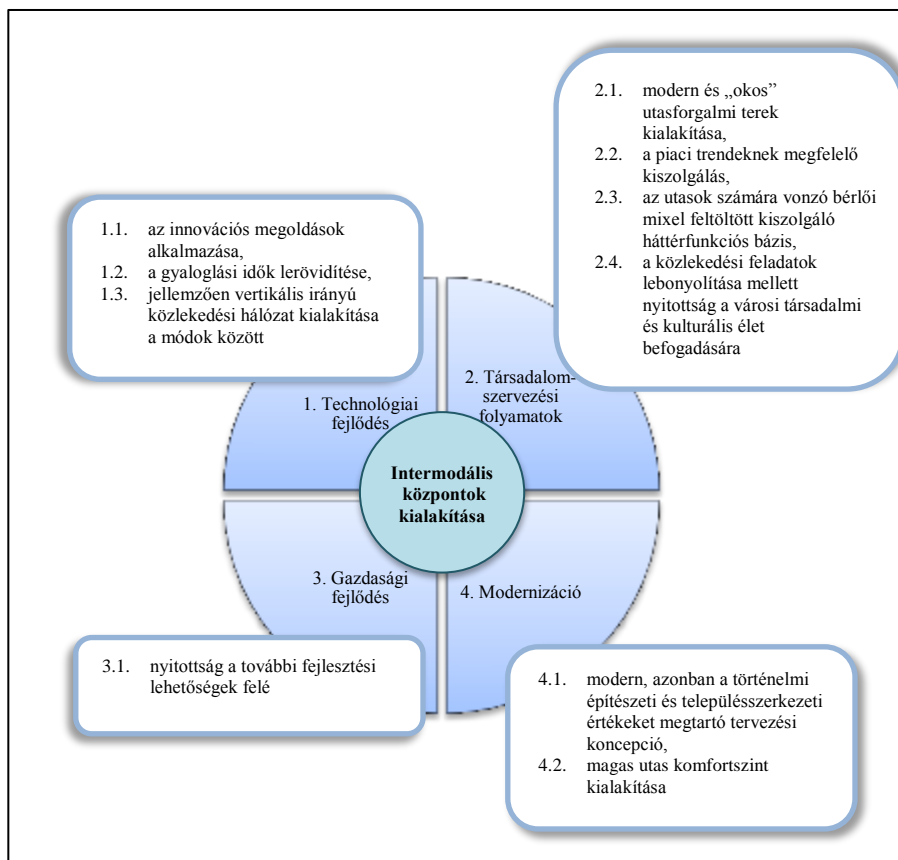 1.1. az innovációs megoldások
alkalmazása,
1.2. a gyaloglási idők lerövidítése,
1.3. jellemzően vertikális irányú
közlekedési hálózat kialakítása
a módok között
2.1. modern és „okos”
utasforgalmi terek
kialakítása,
2.2. a piaci trendeknek megfelelő
kiszolgálás,
2.3. az utasok számára vonzó bérlői
mixel feltöltött kiszolgáló
háttérfunkciós bázis,
2.4. a közlekedési feladatok
lebonyolítása mellett
nyitottság a városi társadalmi
és kulturális élet
befogadására
1. Technológiai
fejlődés
2. Társadalom-
szervezési
folyamatok
Intermodális
központok
kialakítása
3. Gazdasági
fejlődés
4. Modernizáció
3.1. nyitottság a további fejlesztési
lehetőségek felé
4.1. modern, azonban a történelmi
építészeti és településszerkezeti
értékeket megtartó tervezési
koncepció,
4.2. magas utas komfortszint
kialakítása